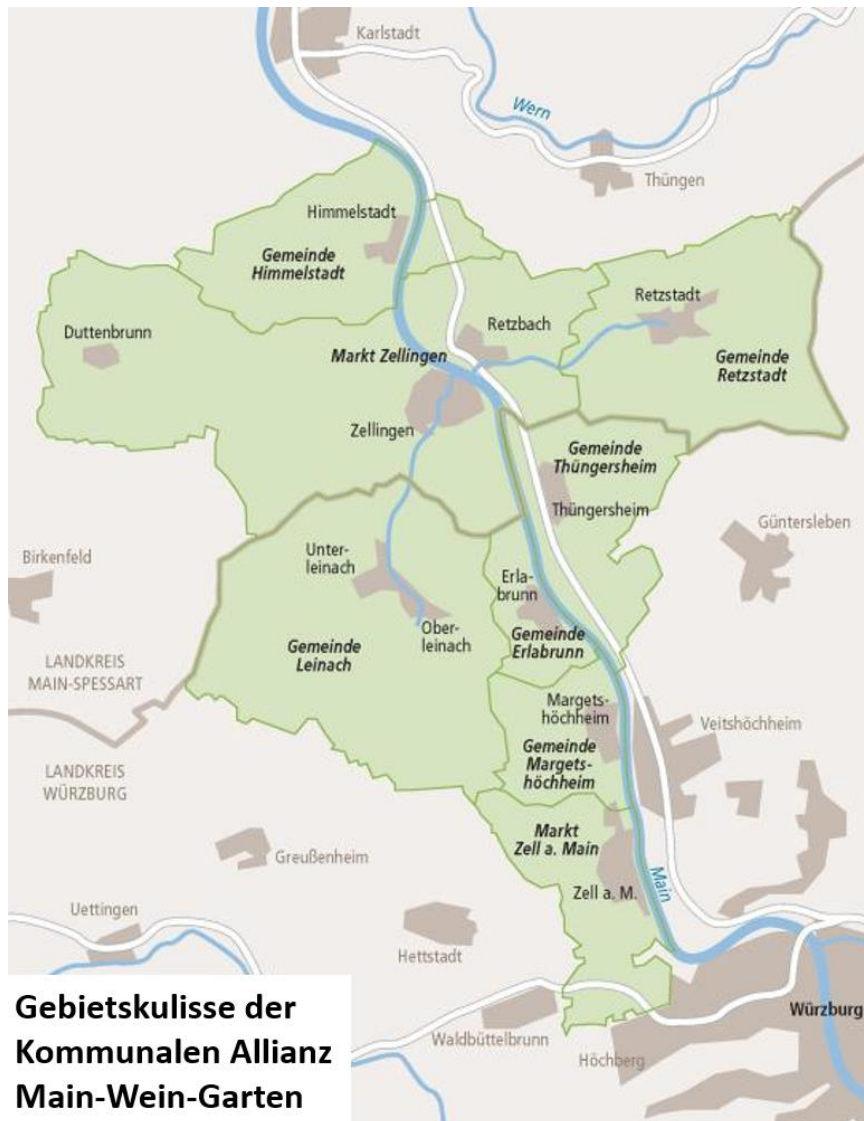 Karlstadt
Wern
Thüngen
Himmelstadt
Gemeinde
Himmelstadt
Retzstadt
Duttenbrunn
Retzbach
Markt Zellingen
Gemeinde
Retzstadt
Zellingen
Gemeinde
Thüngersheim
Thüngersheim
Güntersleben
Unter-
leinach
Birkenfeld
Erla-
brunn
Ober-
leinach
Gemeinde
Erlabrunn
Gemeinde
Leinach
LANDKREIS
MAIN-SPESSART
Margets-
höchheim
Veitshöchheim
Gemeinde
Margets-
höchheim
LANDKREIS
WÜRZBURG
Markt
Zell a. Main
Greußenheim
Main
Zell a. M.
Uettingen
Hettstadt
Gebietskulisse der
Kommunalen Allianz
Main-Wein-Garten
Würzburg
Waldbüttelbrunn
Höchberg